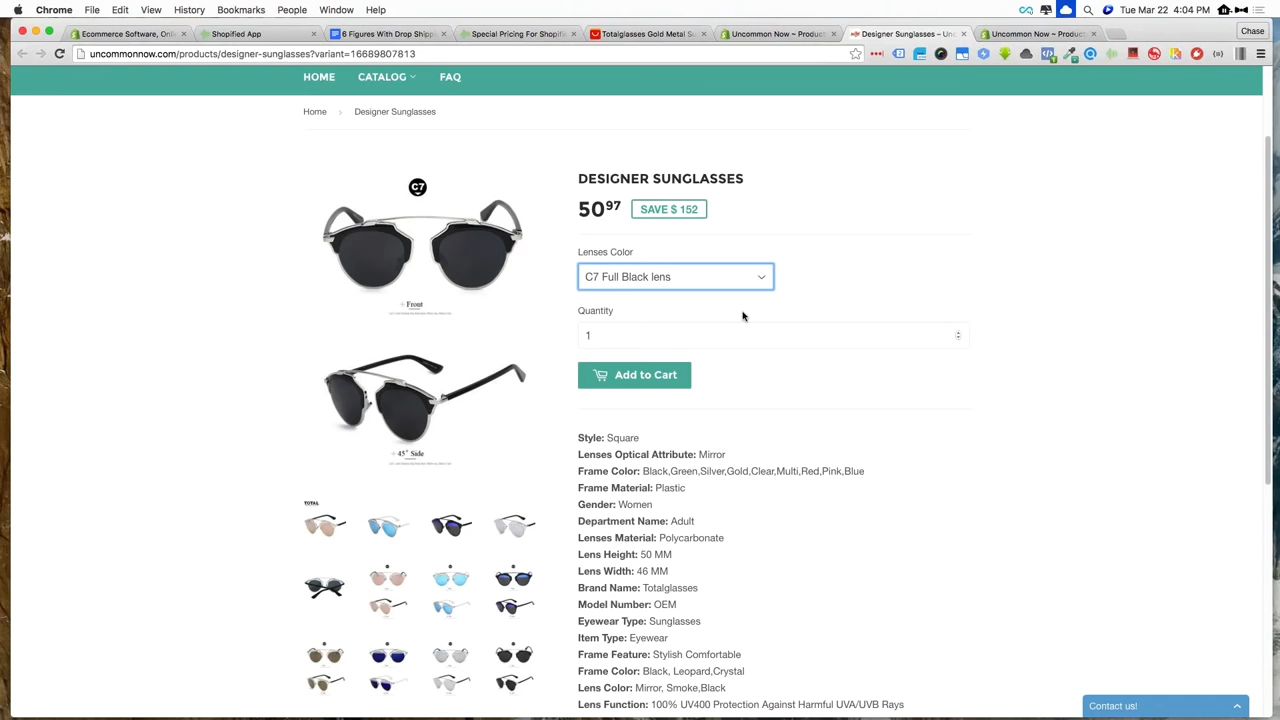 Chrome File Edit View History Bookmarks People Window Help Tue Mar 22 4:04 PM
Ecommerce Software, Onli Shopified App 6 Figures With Drop Shipp Special Pricing For Shopifi Totalglasses Gold Metal Su Uncommon Now ~ Product Designer Sunglasses – Un Uncommon Now ~ Product Chase
uncommonnow.com/products/designer-sunglasses?variant=16689807813
HOME CATALOG FAQ
Home › Designer Sunglasses
C7
Front
45° Side
TOTAL
DESIGNER SUNGLASSES
50 97 SAVE $ 152
Lenses Color
C7 Full Black lens
Quantity
1
Add to Cart
Style: Square
Lenses Optical Attribute: Mirror
Frame Color: Black,Green,Silver,Gold,Clear,Multi,Red,Pink,Blue
Frame Material: Plastic
Gender: Women
Department Name: Adult
Lenses Material: Polycarbonate
Lens Height: 50 MM
Lens Width: 46 MM
Brand Name: Totalglasses
Model Number: OEM
Eyewear Type: Sunglasses
Item Type: Eyewear
Frame Feature: Stylish Comfortable
Frame Color: Black, Leopard,Crystal
Lens Color: Mirror, Smoke,Black
Lens Function: 100% UV400 Protection Against Harmful UVA/UVB Rays
Contact us!